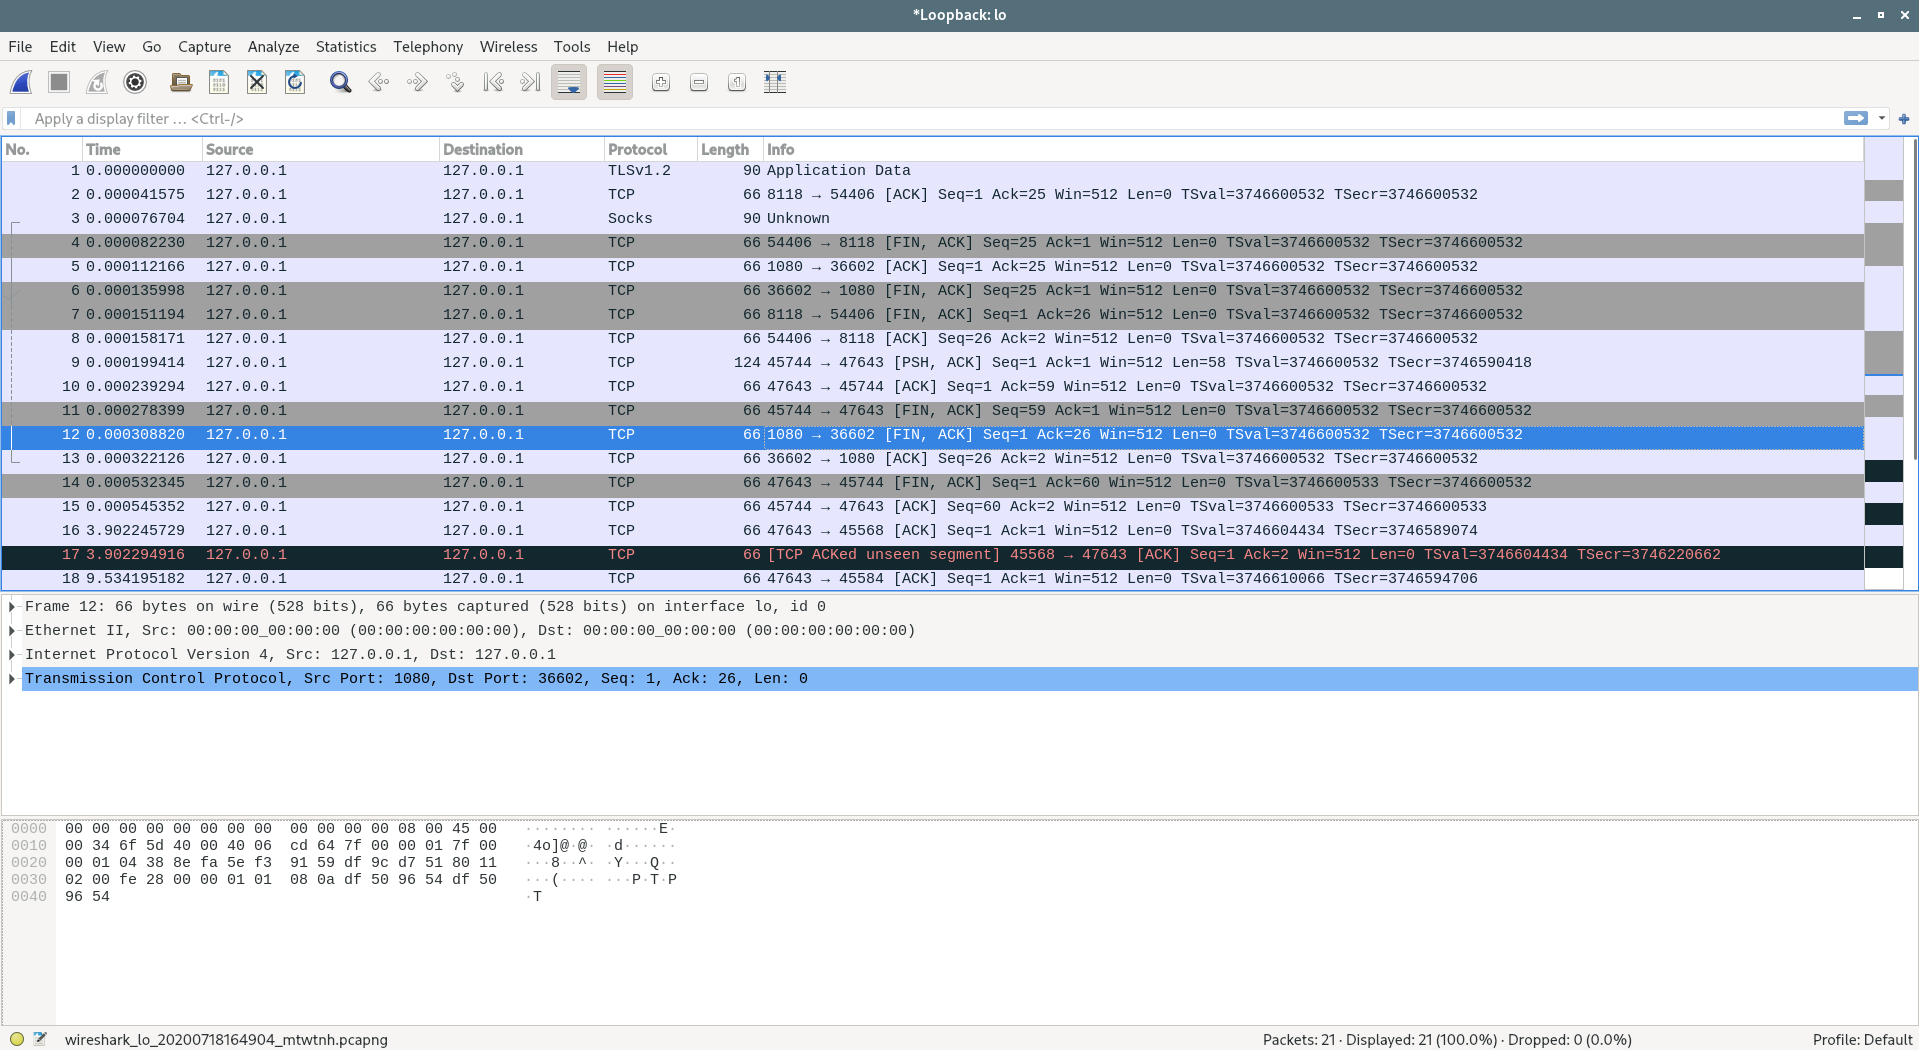 *Loopback: lo
File Edit View Go Capture Analyze Statistics Telephony Wireless Tools Help
Apply a display filter … <Ctrl-/>
No. Time Source Destination Protocol Length Info
1 0.000000000 127.0.0.1 127.0.0.1 TLSv1.2 90 Application Data
2 0.000041575 127.0.0.1 127.0.0.1 TCP 66 8118 → 54406 [ACK] Seq=1 Ack=25 Win=512 Len=0 TSval=3746600532 TSecr=3746600532
3 0.000076704 127.0.0.1 127.0.0.1 Socks 90 Unknown
4 0.000082230 127.0.0.1 127.0.0.1 TCP 66 54406 → 8118 [FIN, ACK] Seq=25 Ack=1 Win=512 Len=0 TSval=3746600532 TSecr=3746600532
5 0.000112166 127.0.0.1 127.0.0.1 TCP 66 1080 → 36602 [ACK] Seq=1 Ack=25 Win=512 Len=0 TSval=3746600532 TSecr=3746600532
6 0.000135998 127.0.0.1 127.0.0.1 TCP 66 36602 → 1080 [FIN, ACK] Seq=25 Ack=1 Win=512 Len=0 TSval=3746600532 TSecr=3746600532
7 0.000151194 127.0.0.1 127.0.0.1 TCP 66 8118 → 54406 [FIN, ACK] Seq=1 Ack=26 Win=512 Len=0 TSval=3746600532 TSecr=3746600532
8 0.000158171 127.0.0.1 127.0.0.1 TCP 66 54406 → 8118 [ACK] Seq=26 Ack=2 Win=512 Len=0 TSval=3746600532 TSecr=3746600532
9 0.000199414 127.0.0.1 127.0.0.1 TCP 124 45744 → 47643 [PSH, ACK] Seq=1 Ack=1 Win=512 Len=58 TSval=3746600532 TSecr=3746590418
10 0.000239294 127.0.0.1 127.0.0.1 TCP 66 47643 → 45744 [ACK] Seq=1 Ack=59 Win=512 Len=0 TSval=3746600532 TSecr=3746600532
11 0.000278399 127.0.0.1 127.0.0.1 TCP 66 45744 → 47643 [FIN, ACK] Seq=59 Ack=1 Win=512 Len=0 TSval=3746600532 TSecr=3746600532
12 0.000308820 127.0.0.1 127.0.0.1 TCP 66 1080 → 36602 [FIN, ACK] Seq=1 Ack=26 Win=512 Len=0 TSval=3746600532 TSecr=3746600532
13 0.000322126 127.0.0.1 127.0.0.1 TCP 66 36602 → 1080 [ACK] Seq=26 Ack=2 Win=512 Len=0 TSval=3746600532 TSecr=3746600532
14 0.000532345 127.0.0.1 127.0.0.1 TCP 66 47643 → 45744 [FIN, ACK] Seq=1 Ack=60 Win=512 Len=0 TSval=3746600533 TSecr=3746600532
15 0.000545352 127.0.0.1 127.0.0.1 TCP 66 45744 → 47643 [ACK] Seq=60 Ack=2 Win=512 Len=0 TSval=3746600533 TSecr=3746600533
16 3.902245729 127.0.0.1 127.0.0.1 TCP 66 47643 → 45568 [ACK] Seq=1 Ack=1 Win=512 Len=0 TSval=3746604434 TSecr=3746589074
17 3.902294916 127.0.0.1 127.0.0.1 TCP 66 [TCP ACKed unseen segment] 45568 → 47643 [ACK] Seq=1 Ack=2 Win=512 Len=0 TSval=3746604434 TSecr=3746220662
18 9.534195182 127.0.0.1 127.0.0.1 TCP 66 47643 → 45584 [ACK] Seq=1 Ack=1 Win=512 Len=0 TSval=3746610066 TSecr=3746594706
Frame 12: 66 bytes on wire (528 bits), 66 bytes captured (528 bits) on interface lo, id 0
Ethernet II, Src: 00:00:00_00:00:00 (00:00:00:00:00:00), Dst: 00:00:00_00:00:00 (00:00:00:00:00:00)
Internet Protocol Version 4, Src: 127.0.0.1, Dst: 127.0.0.1
Transmission Control Protocol, Src Port: 1080, Dst Port: 36602, Seq: 1, Ack: 26, Len: 0
0000 00 00 00 00 00 00 00 00 00 00 00 00 08 00 45 00 ········ ······E·
0010 00 34 6f 5d 40 00 40 06 cd 64 7f 00 00 01 7f 00 ·4o]@·@· ·d······
0020 00 01 04 38 8e fa 5e f3 91 59 df 9c d7 51 80 11 ···8··^· ·Y···Q··
0030 02 00 fe 28 00 00 01 01 08 0a df 50 96 54 df 50 ···(···· ···P·T·P
0040 96 54 ·T
wireshark_lo_20200718164904_mtwtnh.pcapng Packets: 21 · Displayed: 21 (100.0%) · Dropped: 0 (0.0%) Profile: Default